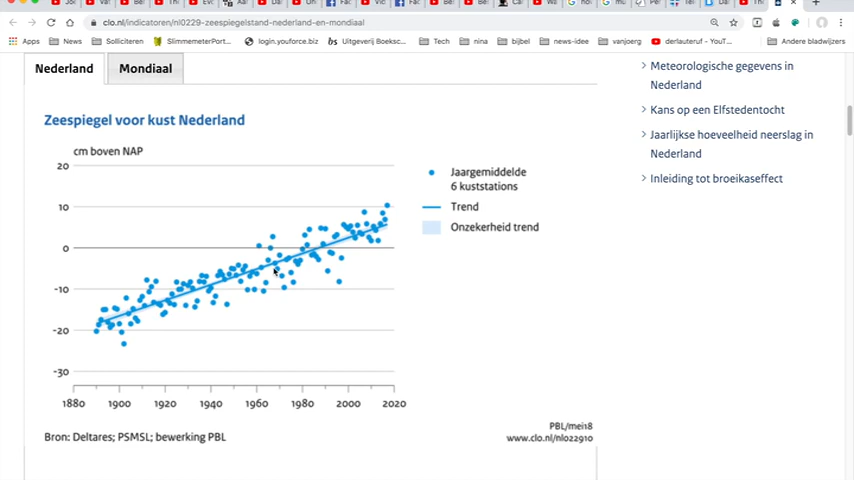 clo.nl/indicatoren/nl0229-zeespiegelstand-nederland-en-mondiaal
Apps
News
Solliciteren
SlimmemeterPort...
login.youforce.biz
Uitgeverij Boeksc...
Tech
nina
bijbel
news-idee
vanjoerg
derlauteruf - YouT...
Andere bladwijzers
Nederland
Mondiaal
Zeespiegel voor kust Nederland
cm boven NAP
20
10
0
-10
-20
-30
1880 1900 1920 1940 1960 1980 2000 2020
Jaargemiddelde
6 kuststations
Trend
Onzekerheid trend
Bron: Deltares; PSMSL; bewerking PBL
PBL/mei18
www.clo.nl/nl022910
Meteorologische gegevens in
Nederland
Kans op een Elfstedentocht
Jaarlijkse hoeveelheid neerslag in
Nederland
Inleiding tot broeikaseffect